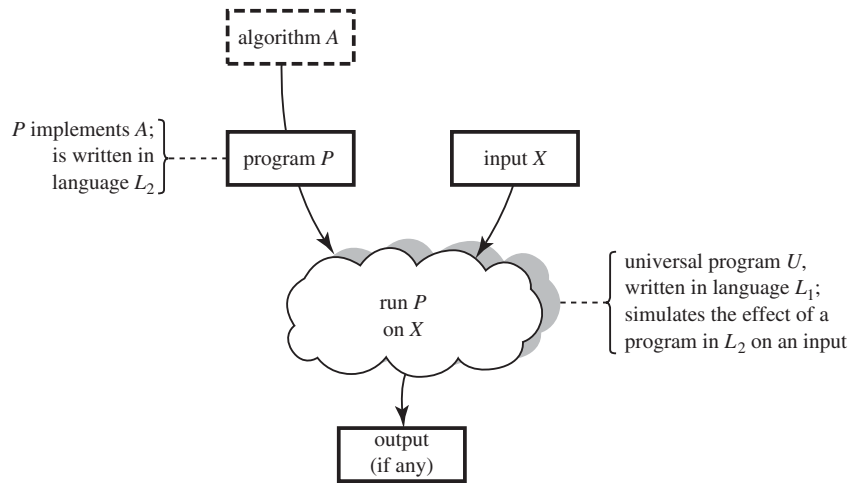 algorithm A
P implements A;
is written in
language L₂
program P
input X
run P
on X
universal program U,
written in language L₁;
simulates the effect of a
program in L₂ on an input
output
(if any)